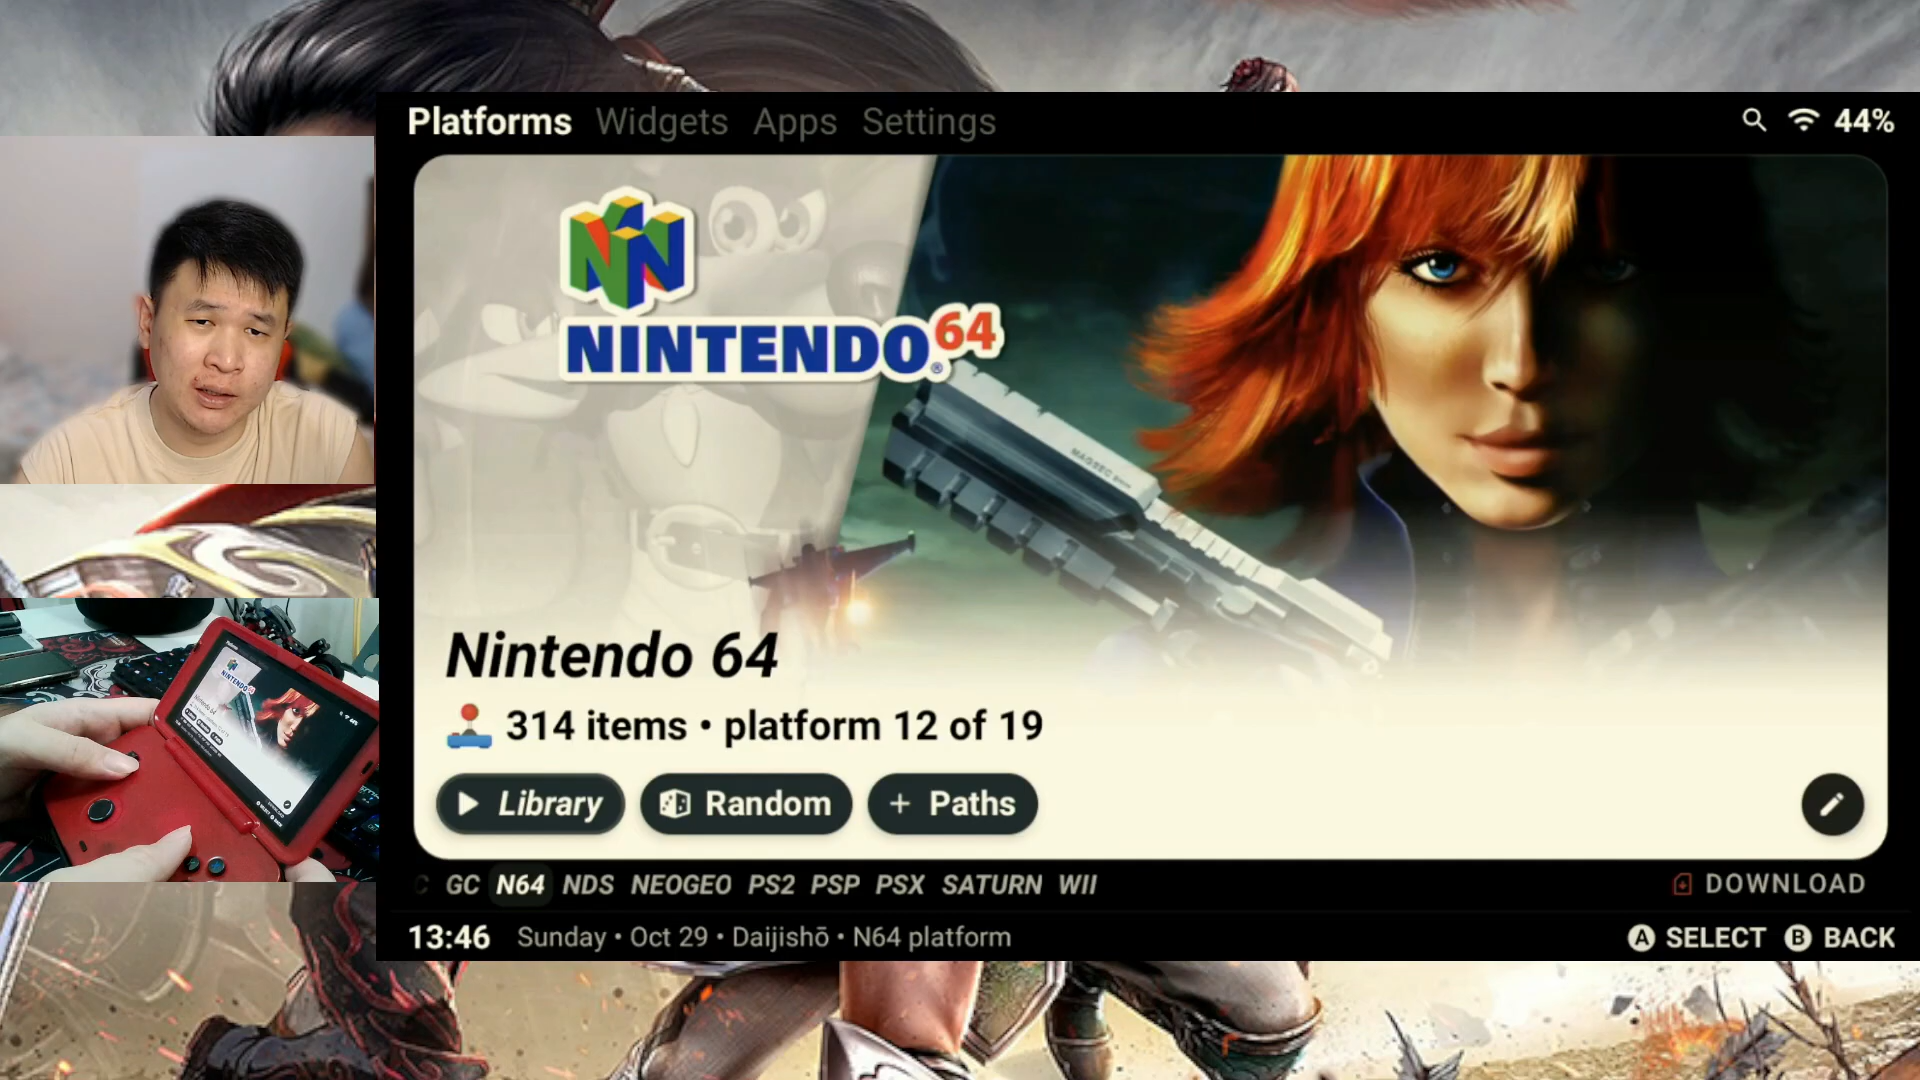 Platforms Widgets Apps Settings
44%
NINTENDO 64
MAGSEC
Nintendo 64
314 items • platform 12 of 19
Library Random + Paths
C GC N64 NDS NEOGEO PS2 PSP PSX SATURN WII
DOWNLOAD
13:46 Sunday • Oct 29 • Daijishō • N64 platform
A SELECT B BACK
NINTENDO